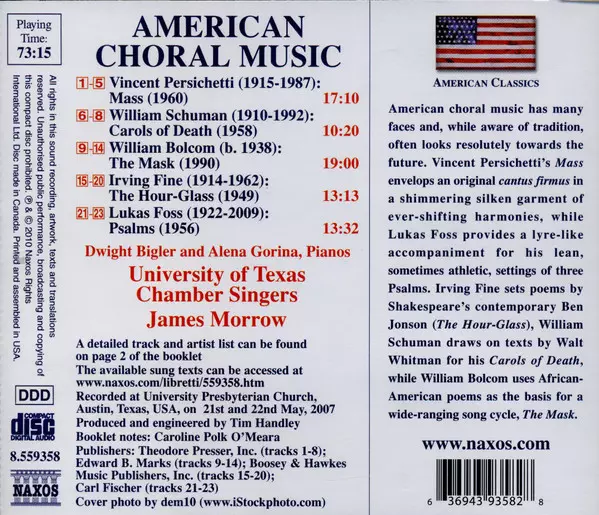 Playing
Time:
73:15
AMERICAN
CHORAL MUSIC
1-5 Vincent Persichetti (1915-1987):
Mass (1960) 17:10
6-8 William Schuman (1910-1992):
Carols of Death (1958) 10:20
9-14 William Bolcom (b. 1938):
The Mask (1990) 19:00
15-20 Irving Fine (1914-1962):
The Hour-Glass (1949) 13:13
21-23 Lukas Foss (1922-2009):
Psalms (1956) 13:32
Dwight Bigler and Alena Gorina, Pianos
University of Texas
Chamber Singers
James Morrow
A detailed track and artist list can be found
on page 2 of the booklet
The available sung texts can be accessed at
www.naxos.com/libretti/559358.htm
Recorded at University Presbyterian Church,
Austin, Texas, USA, on 21st and 22nd May, 2007
Produced and engineered by Tim Handley
Booklet notes: Caroline Polk O'Meara
Publishers: Theodore Presser, Inc. (tracks 1-8);
Edward B. Marks (tracks 9-14); Boosey & Hawkes
Music Publishers, Inc. (tracks 15-20);
Carl Fischer (tracks 21-23)
Cover photo by dem10 (www.iStockphoto.com)
All rights in this sound recording, artwork, texts and translations
reserved. Unauthorised public performance, broadcasting and copying of
this compact disc prohibited. ℗ & © 2010 Naxos Rights
International Ltd. Disc made in Canada. Printed and assembled in USA.
DDD
COMPACT
disc
DIGITAL AUDIO
8.559358
NAXOS
AMERICAN CLASSICS
American choral music has many
faces and, while aware of tradition,
often looks resolutely towards the
future. Vincent Persichetti's Mass
envelops an original cantus firmus in
a shimmering silken garment of
ever-shifting harmonies, while
Lukas Foss provides a lyre-like
accompaniment for his lean,
sometimes athletic, settings of three
Psalms. Irving Fine sets poems by
Shakespeare's contemporary Ben
Jonson (The Hour-Glass), William
Schuman draws on texts by Walt
Whitman for his Carols of Death,
while William Bolcom uses African-
American poems as the basis for a
wide-ranging song cycle, The Mask.
www.naxos.com
6 36943 93582 8